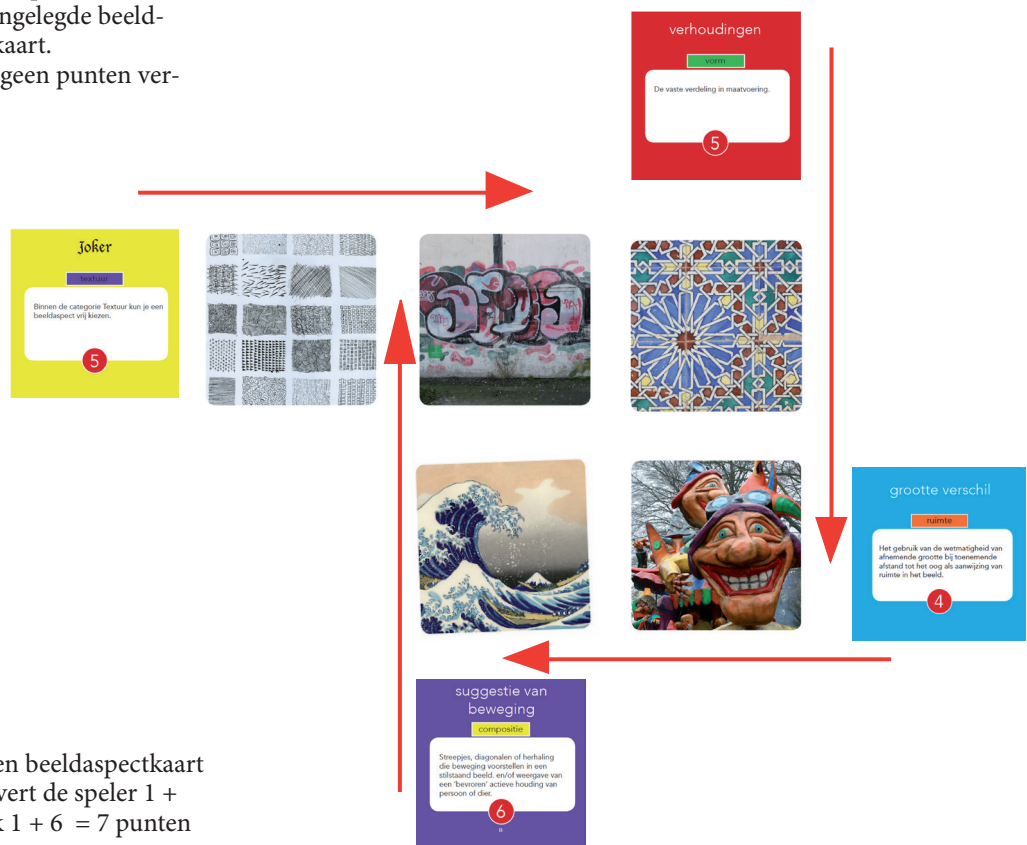 ngelegde beeld-
kaart.
geen punten ver-
verhoudingen
vorm
De vaste verdeling in maatvoering.
5
Joker
textuur
Binnen de categorie Textuur kun je een
beeldaspect vrij kiezen.
5
grootte verschil
ruimte
Het gebruik van de wetmatigheid van
afnemende grootte bij toenemende
afstand tot het oog als aanwijzing van
ruimte in het beeld.
4
suggestie van
beweging
compositie
Streepjes, diagonalen of herhaling
die beweging voorstellen in een
stilstaand beeld. en/of weergave van
een 'bevroren' actieve houding van
persoon of dier.
6
en beeldaspectkaart
vert de speler 1 +
k 1 + 6 = 7 punten